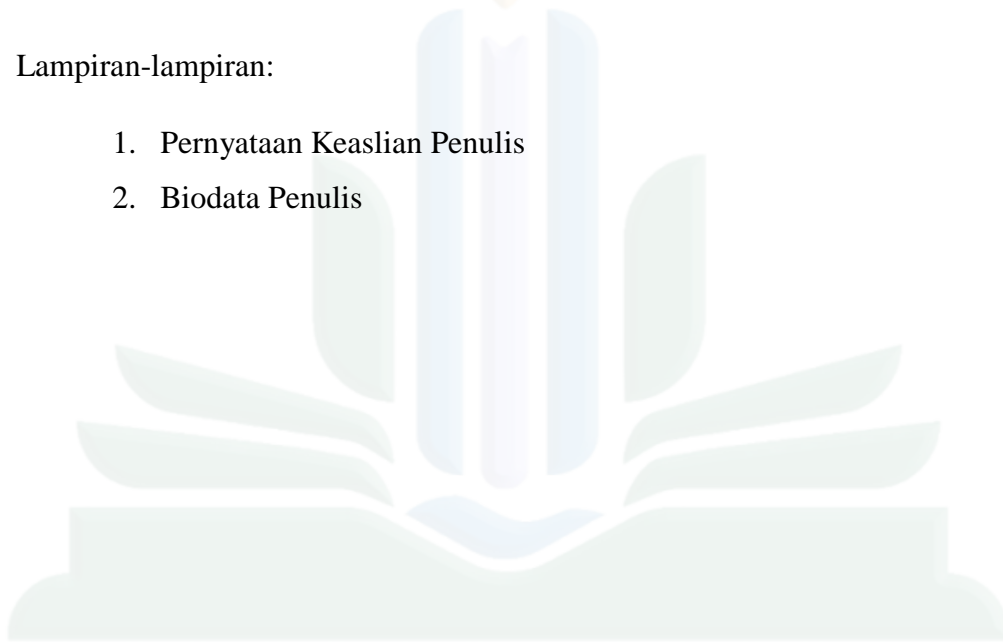 Lampiran-lampiran:
1. Pernyataan Keaslian Penulis
2. Biodata Penulis